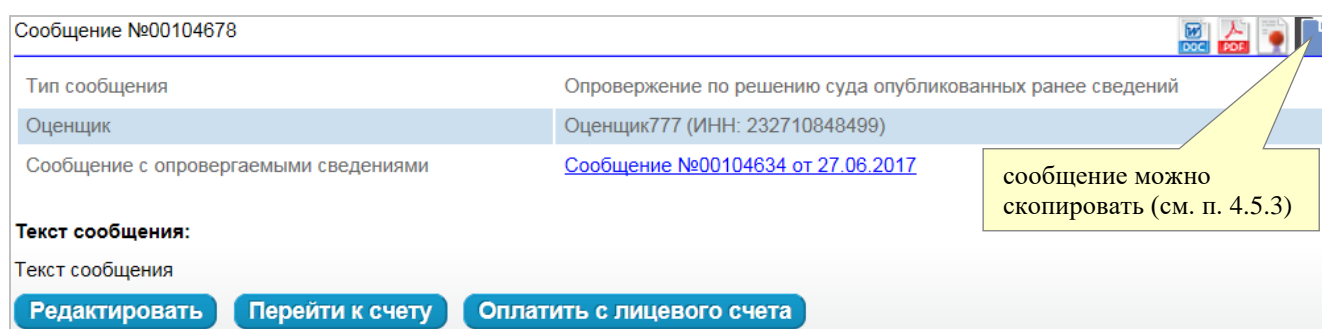 Сообщение №00104678
DOC
PDF
Тип сообщения Опровержение по решению суда опубликованных ранее сведений
Оценщик Оценщик777 (ИНН: 232710848499)
Сообщение с опровергаемыми сведениями Сообщение №00104634 от 27.06.2017
сообщение можно
скопировать (см. п. 4.5.3)
Текст сообщения:
Текст сообщения
Редактировать Перейти к счету Оплатить с лицевого счета